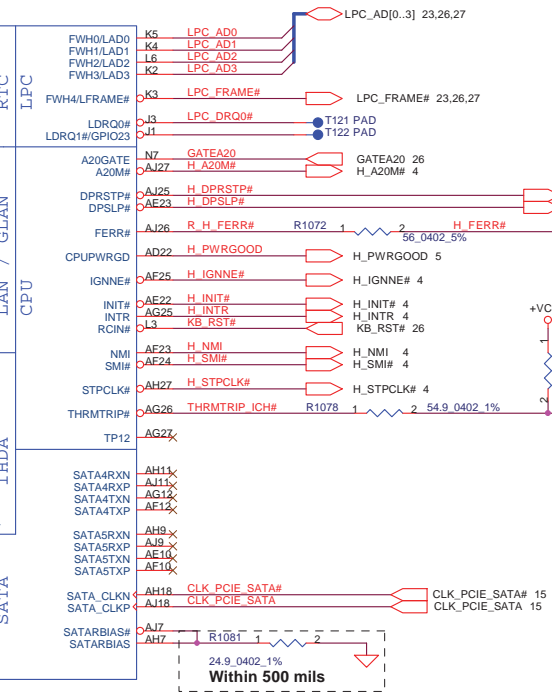 LPC_AD[0..3] 23,26,27
FWH0/LAD0 K5 LPC_AD0
FWH1/LAD1 K4 LPC_AD1
FWH2/LAD2 L6 LPC_AD2
FWH3/LAD3 K2 LPC_AD3
RTC
LPC
FWH4/LFRAME# K3 LPC_FRAME# LPC_FRAME# 23,26,27
LDRQ0# J3 LPC_DRQ0# T121 PAD
LDRQ1#/GPIO23 J1 T122 PAD
A20GATE N7 GATEA20 GATEA20 26
A20M# AJ27 H_A20M# H_A20M# 4
DPRSTP# AJ25 H_DPRSTP#
DPSLP# AE23 H_DPSLP#
LAN / GLAN
CPU
FERR# AJ26 R_H_FERR# R1072 1 2 H_FERR#
56_0402_5%
CPUPWRGD AD22 H_PWRGOOD H_PWRGOOD 5
IGNNE# AF25 H_IGNNE# H_IGNNE# 4
INIT# AE22 H_INIT# H_INIT# 4
INTR AG25 H_INTR H_INTR 4
RCIN# L3 KB_RST# KB_RST# 26
+VC
1
2
NMI AF23 H_NMI H_NMI 4
SMI# AF24 H_SMI# H_SMI# 4
STPCLK# AH27 H_STPCLK# H_STPCLK# 4
THRMTRIP# AG26 THRMTRIP_ICH# R1078 1 2 54.9_0402_1%
TP12 AG27
IHDA
SATA4RXN AH11
SATA4RXP AJ11
SATA4TXN AG12
SATA4TXP AF12
SATA5RXN AH9
SATA5RXP AJ9
SATA5TXN AE10
SATA5TXP AF10
SATA
SATA_CLKN AH18 CLK_PCIE_SATA# CLK_PCIE_SATA# 15
SATA_CLKP AJ18 CLK_PCIE_SATA CLK_PCIE_SATA 15
SATARBIAS# AJ7
SATARBIAS AH7 R1081 1 2
24.9_0402_1%
Within 500 mils